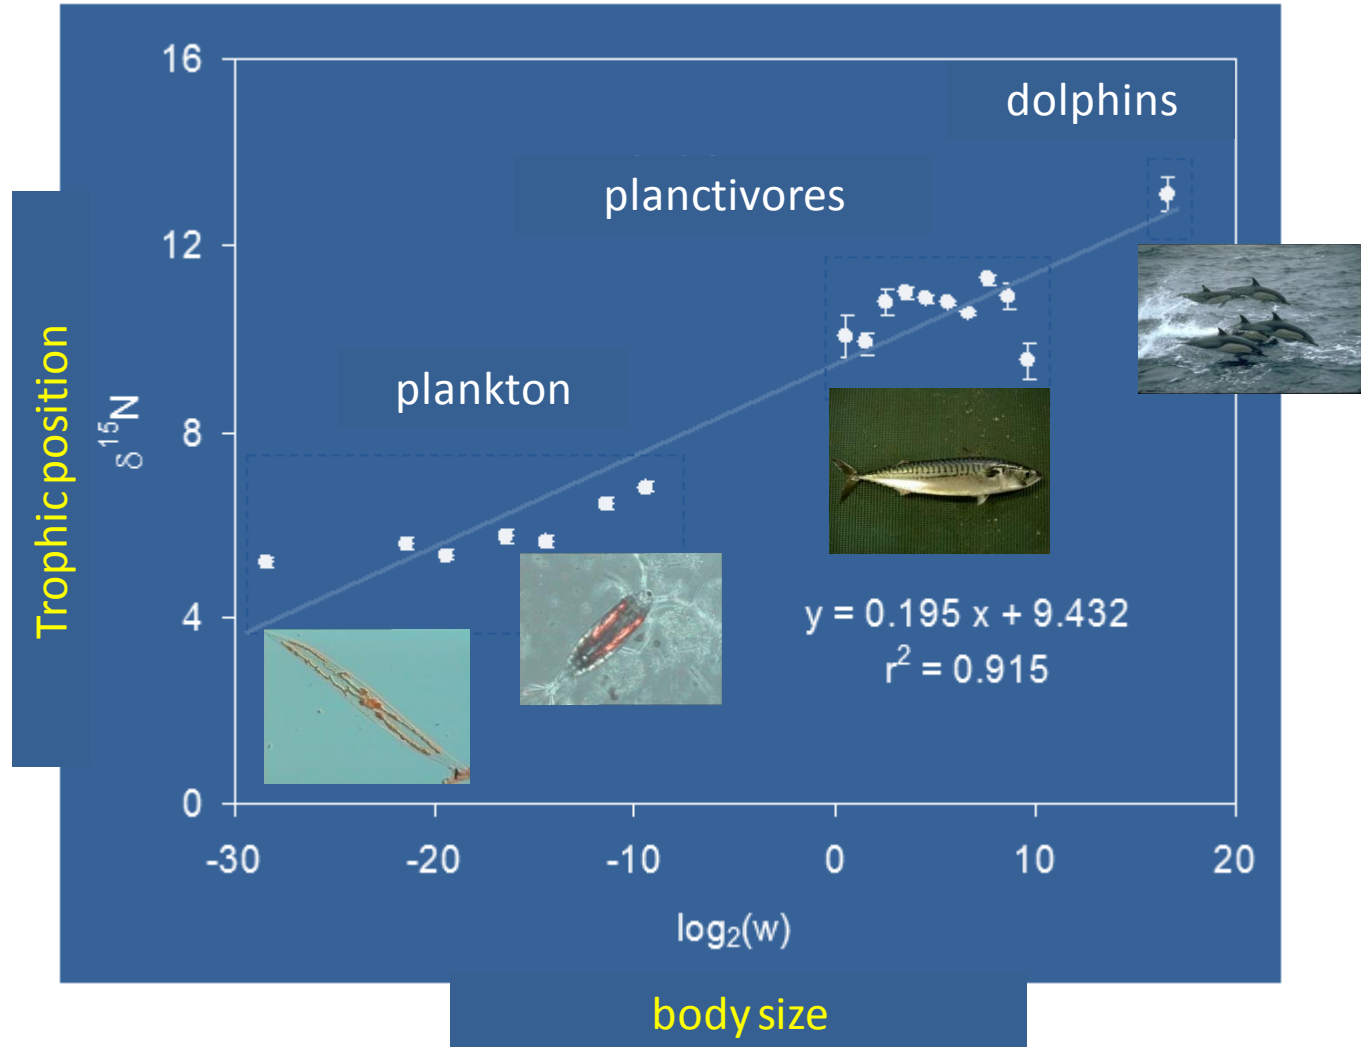 16
dolphins
planctivores
12
plankton
Trophic position
δ ¹⁵N
8
y = 0.195 x + 9.432
r² = 0.915
4
0
-30 -20 -10 0 10 20
log₂(w)
body size